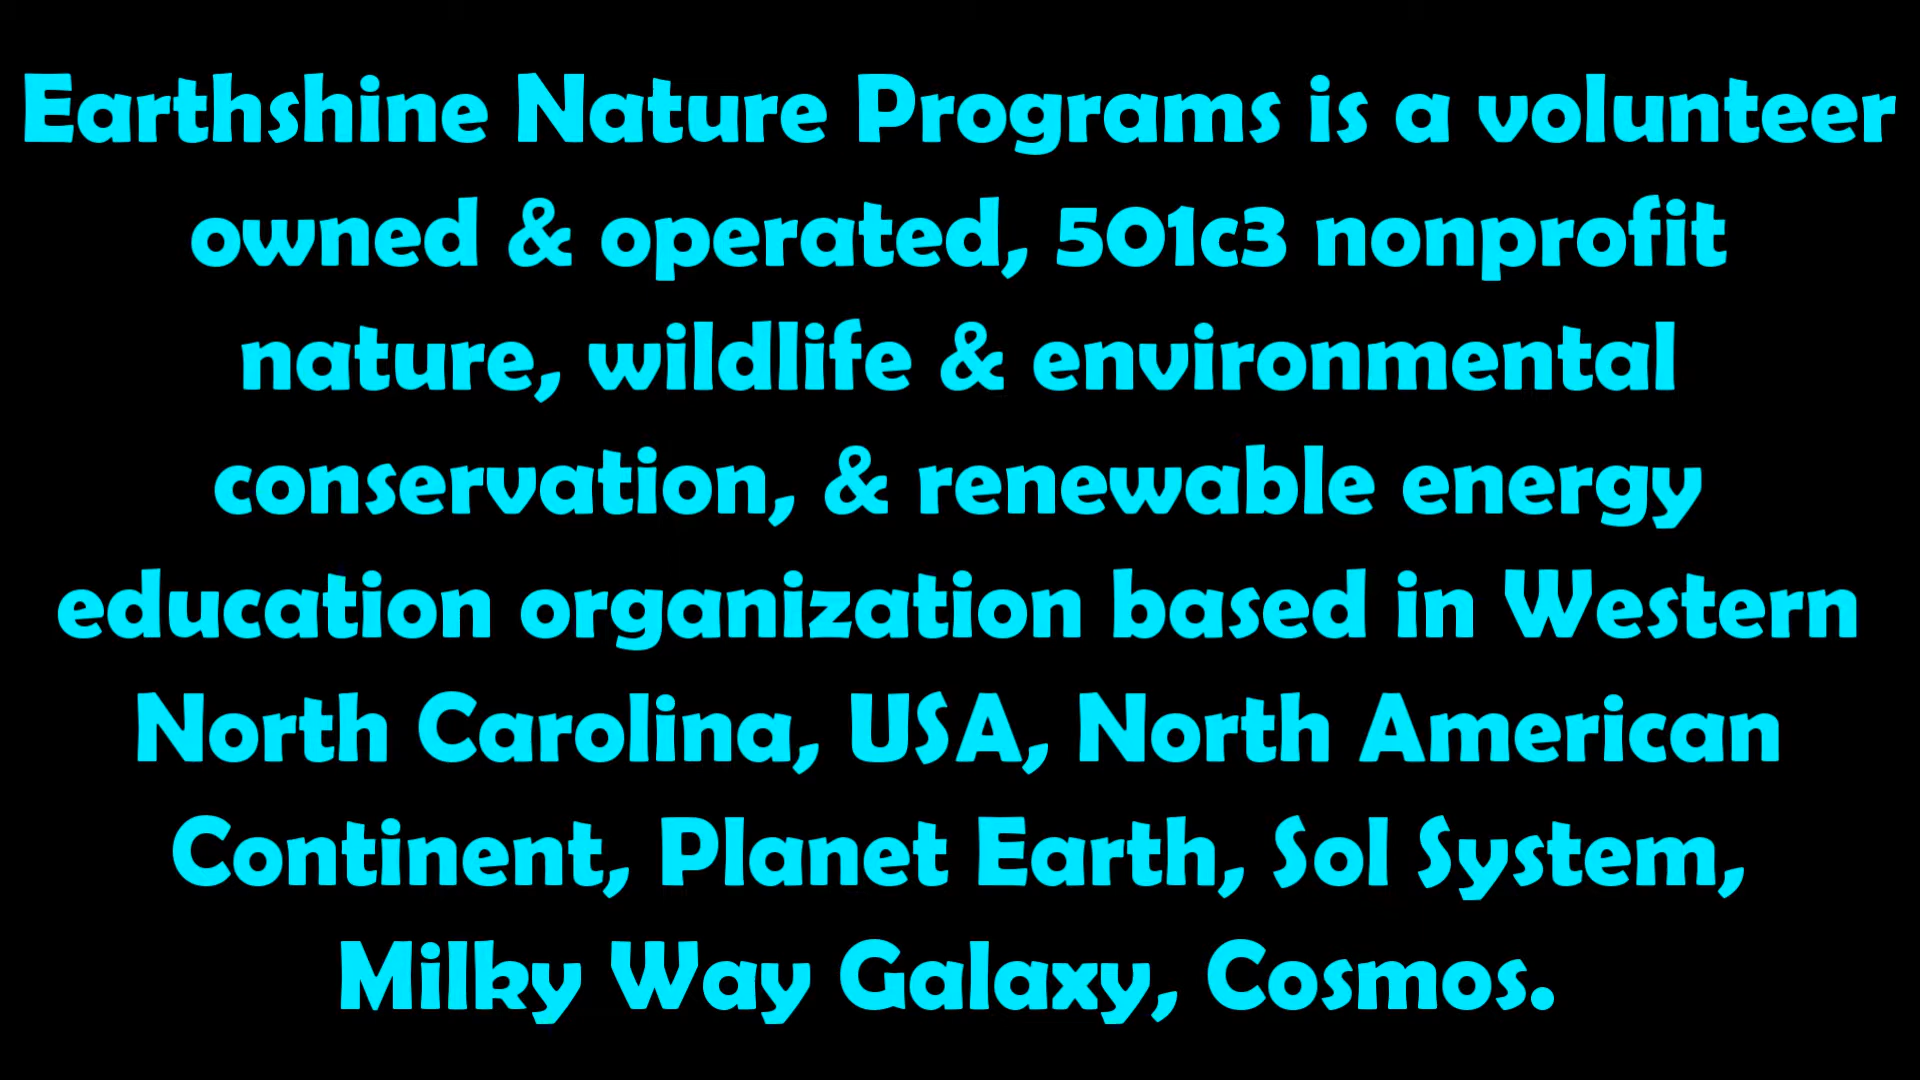 Earthshine Nature Programs is a volunteer
owned & operated, 501c3 nonprofit
nature, wildlife & environmental
conservation, & renewable energy
education organization based in Western
North Carolina, USA, North American
Continent, Planet Earth, Sol System,
Milky Way Galaxy, Cosmos.